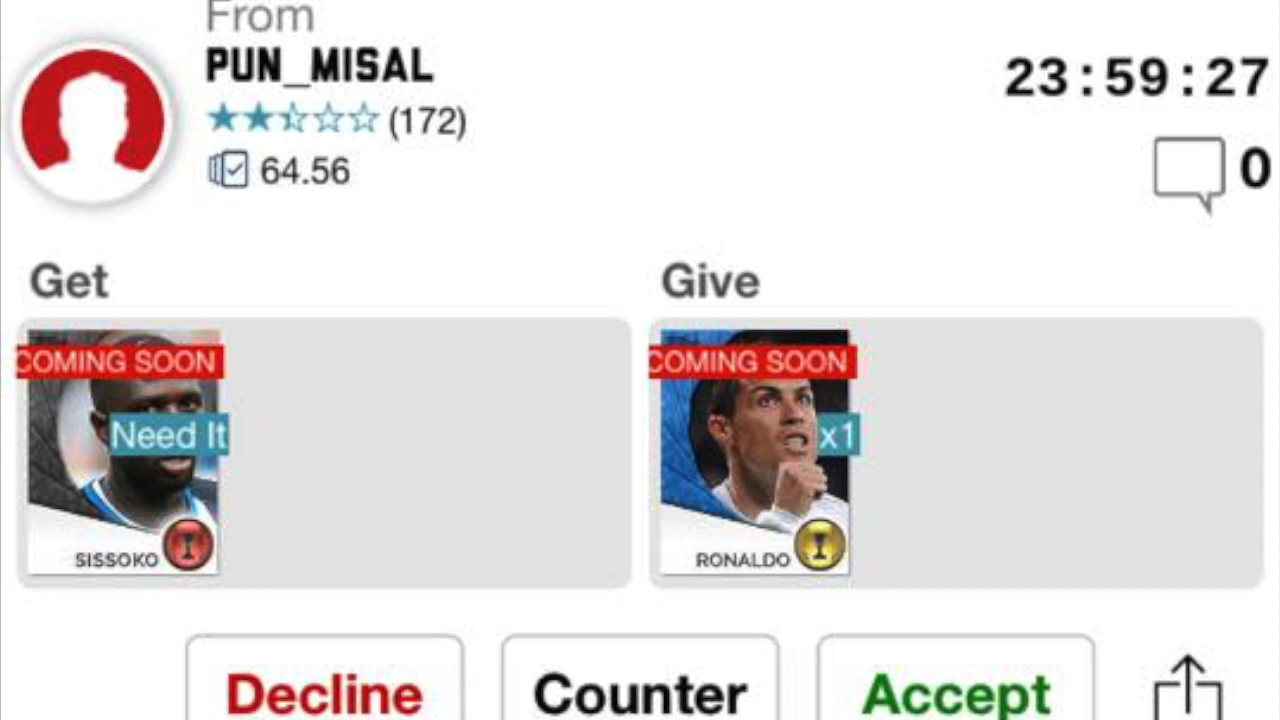 From
PUN_MISAL
(172)
64.56
23:59:27
0
Get
Give
COMING SOON
Need It
SISSOKO
COMING SOON
x1
RONALDO
Decline
Counter
Accept